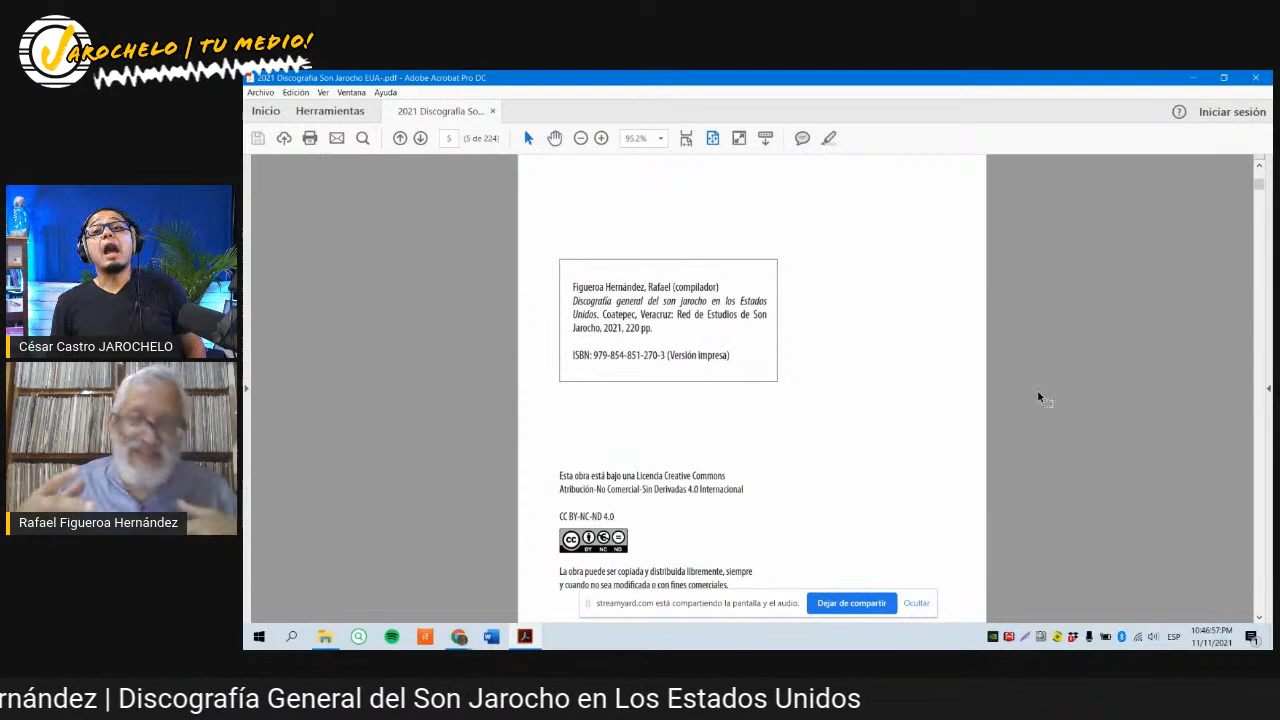 JAROCHELO | TU MEDIO!
2021 Discografia Son Jarocho EUA-.pdf - Adobe Acrobat Pro DC
Archivo Edición Ver Ventana Ayuda
Inicio Herramientas 2021 Discografia So... × Iniciar sesión
5 (5 de 224) 95.2%
Figueroa Hernández, Rafael (compilador)
Discografía general del son jarocho en los Estados
Unidos. Coatepec, Veracruz: Red de Estudios de Son
Jarocho, 2021, 220 pp.
ISBN: 979-854-851-270-3 (Versión impresa)
César Castro JAROCHELO
Rafael Figueroa Hernández
Esta obra está bajo una Licencia Creative Commons
Atribución-No Comercial-Sin Derivadas 4.0 Internacional
CC BY-NC-ND 4.0
CC BY NC ND
La obra puede ser copiada y distribuida libremente, siempre
y cuando no sea modificada o con fines comerciales.
streamyard.com está compartiendo la pantalla y el audio. Dejar de compartir Ocultar
ESP 10:46:57 PM
11/11/2021
rnández | Discografía General del Son Jarocho en Los Estados Unidos